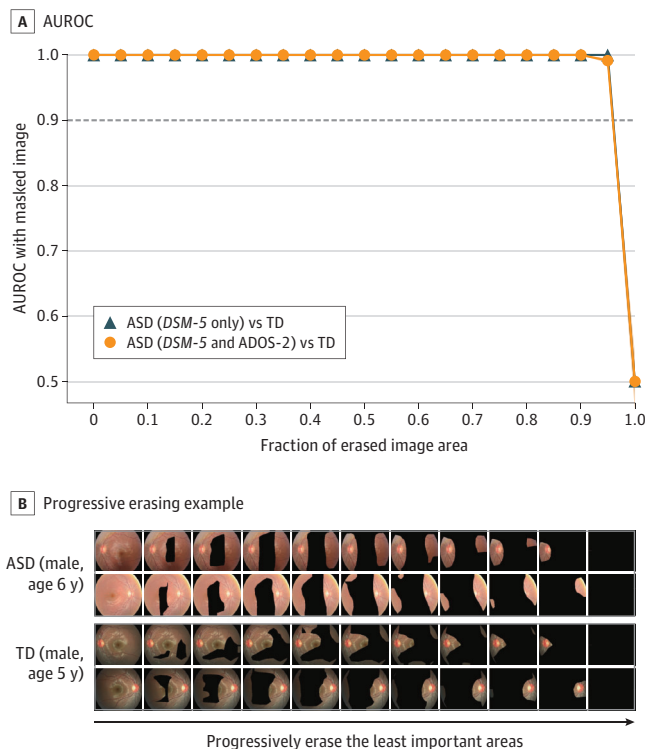 A AUROC
1.0
0.9
0.8
0.7
0.6
0.5
AUROC with masked image
ASD (DSM-5 only) vs TD
ASD (DSM-5 and ADOS-2) vs TD
0 0.1 0.2 0.3 0.4 0.5 0.6 0.7 0.8 0.9 1.0
Fraction of erased image area
B Progressive erasing example
ASD (male,
age 6 y)
TD (male,
age 5 y)
Progressively erase the least important areas